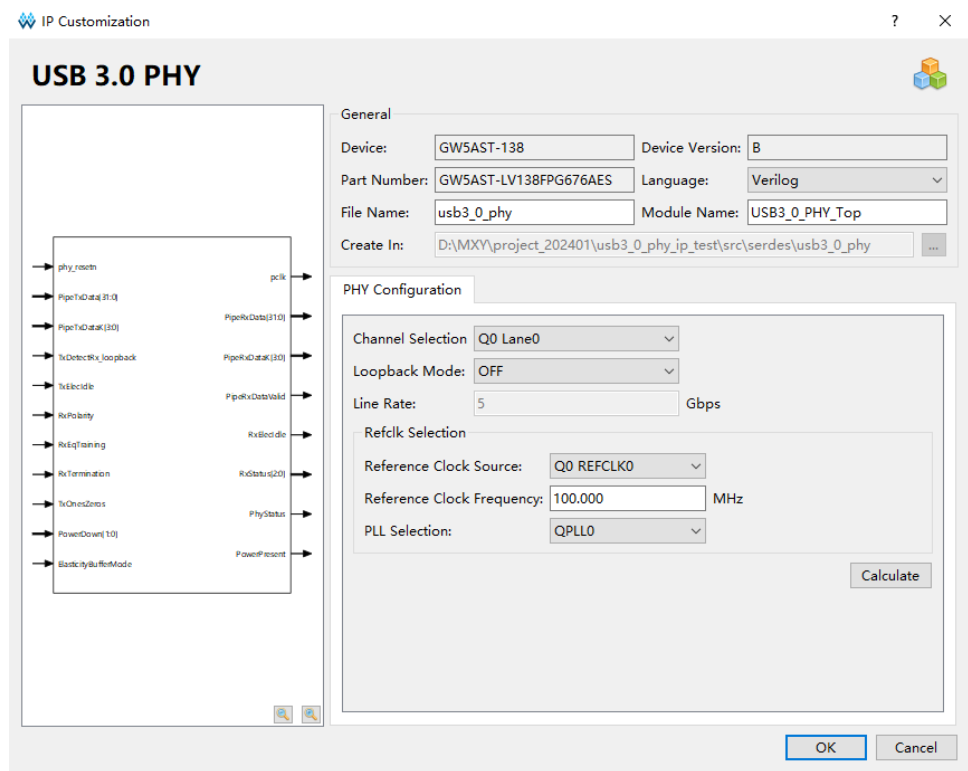 IP Customization
USB 3.0 PHY
phy_resetn
PipeTxData[31:0]
PipeTxDataK[3:0]
TxDetectRx_loopback
TxElecIdle
RxPolarity
RxEqTraining
RxTermination
TxOnesZeros
PowerDown[1:0]
ElasticityBufferMode
pclk
PipeRxData[31:0]
PipeRxDataK[3:0]
PipeRxDataValid
RxElecIdle
RxStatus[2:0]
PhyStatus
PowerPresent
General
Device: GW5AST-138 Device Version: B
Part Number: GW5AST-LV138FPG676AES Language: Verilog
File Name: usb3_0_phy Module Name: USB3_0_PHY_Top
Create In: D:\MXY\project_202401\usb3_0_phy_ip_test\src\serdes\usb3_0_phy ...
PHY Configuration
Channel Selection Q0 Lane0
Loopback Mode: OFF
Line Rate: 5 Gbps
Refclk Selection
Reference Clock Source: Q0 REFCLK0
Reference Clock Frequency: 100.000 MHz
PLL Selection: QPLL0
Calculate
OK Cancel